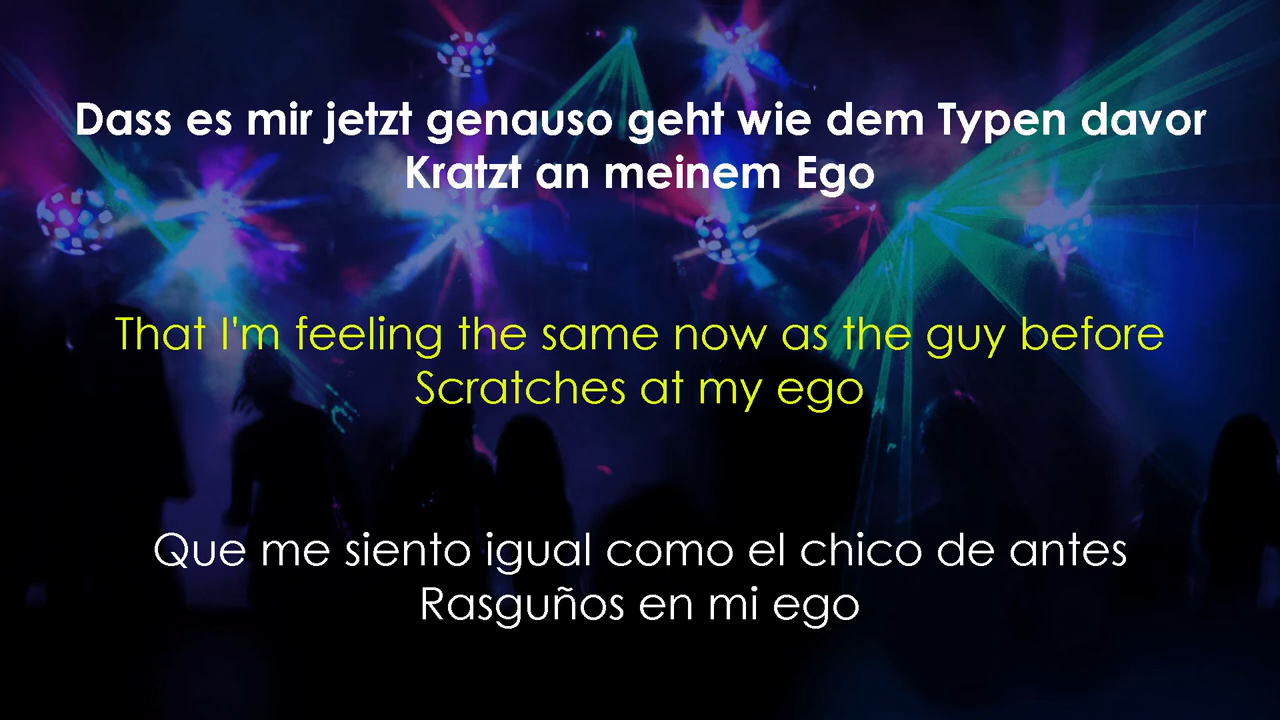 Dass es mir jetzt genauso geht wie dem Typen davor
Kratzt an meinem Ego
That I'm feeling the same now as the guy before
Scratches at my ego
Que me siento igual como el chico de antes
Rasguños en mi ego